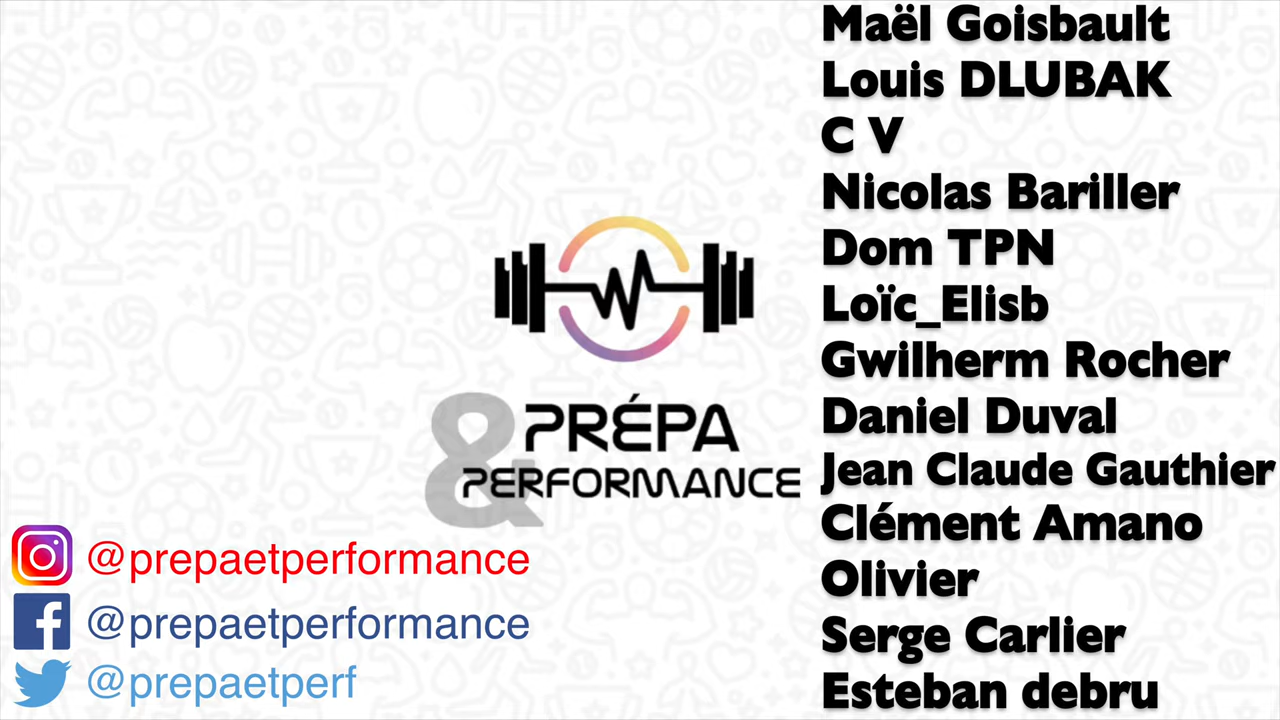 Maël Goisbault
Louis DLUBAK
C V
Nicolas Bariller
Dom TPN
Loïc_Elisb
Gwilherm Rocher
Daniel Duval
Jean Claude Gauthier
Clément Amano
Olivier
Serge Carlier
Esteban debru
& PRÉPA
PERFORMANCE
@prepaetperformance
@prepaetperformance
@prepaetperf